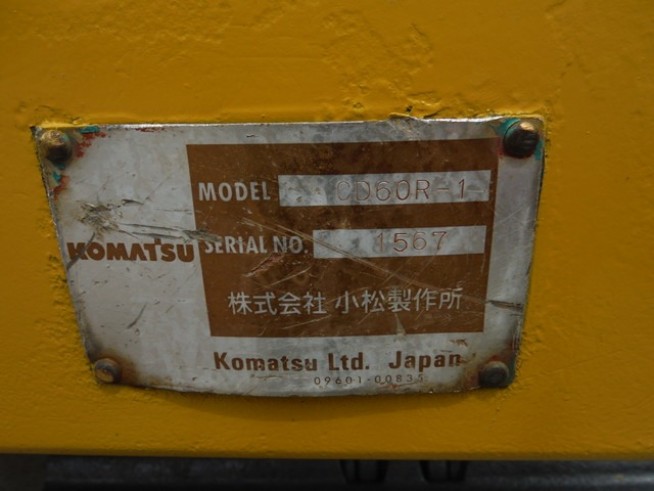 MODEL CD60R-1
KOMATSU SERIAL NO. 1567
株式会社 小松製作所
Komatsu Ltd. Japan
09601-00835